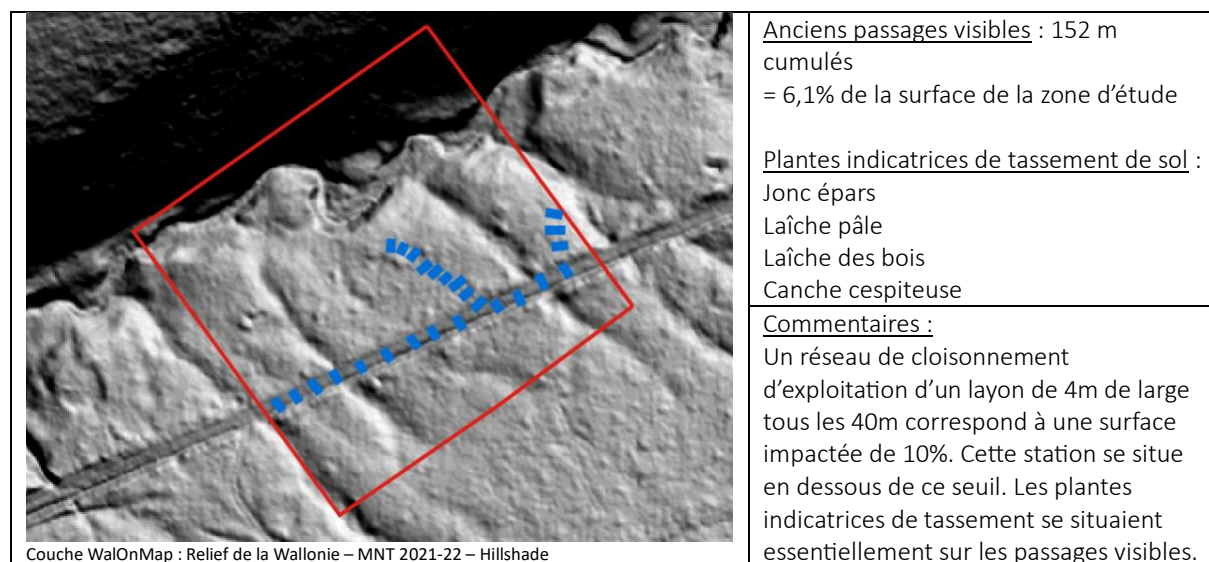 Anciens passages visibles : 152 m
cumulés
= 6,1% de la surface de la zone d’étude
Plantes indicatrices de tassement de sol :
Jonc épars
Laîche pâle
Laîche des bois
Canche cespiteuse
Commentaires :
Un réseau de cloisonnement
d’exploitation d’un layon de 4m de large
tous les 40m correspond à une surface
impactée de 10%. Cette station se situe
en dessous de ce seuil. Les plantes
indicatrices de tassement se situaient
essentiellement sur les passages visibles.
Couche WalOnMap : Relief de la Wallonie – MNT 2021-22 – Hillshade